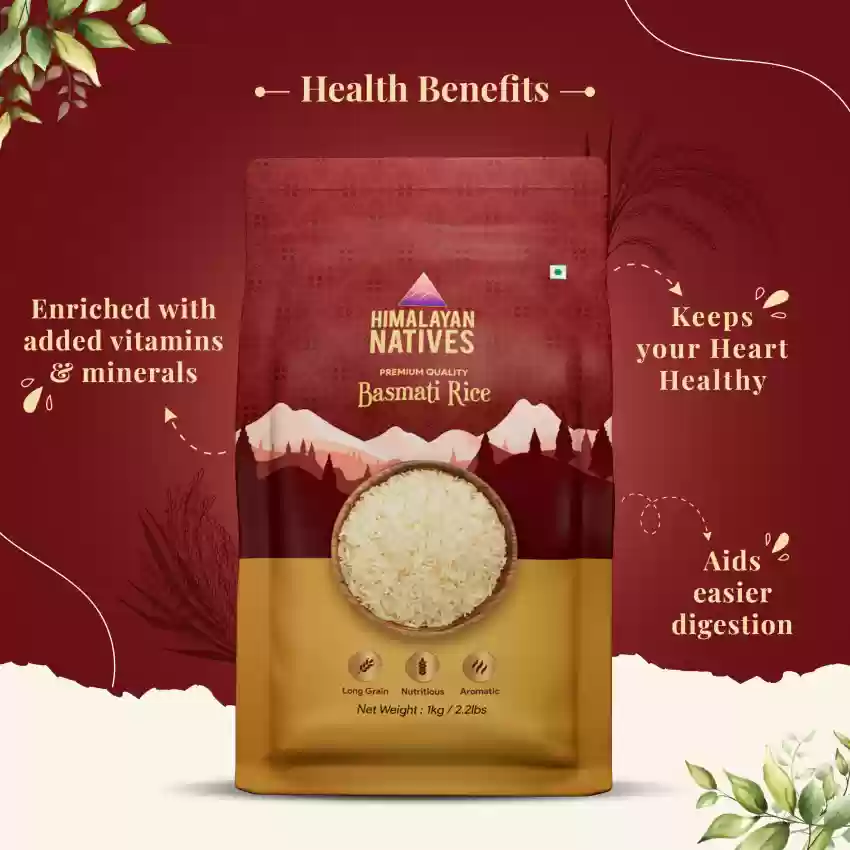 Health Benefits
Enriched with
added vitamins
& minerals
HIMALAYAN
NATIVES
PREMIUM QUALITY
Basmati Rice
Long Grain
Nutritious
Aromatic
Net Weight : 1kg / 2.2lbs
Keeps
your Heart
Healthy
Aids
easier
digestion